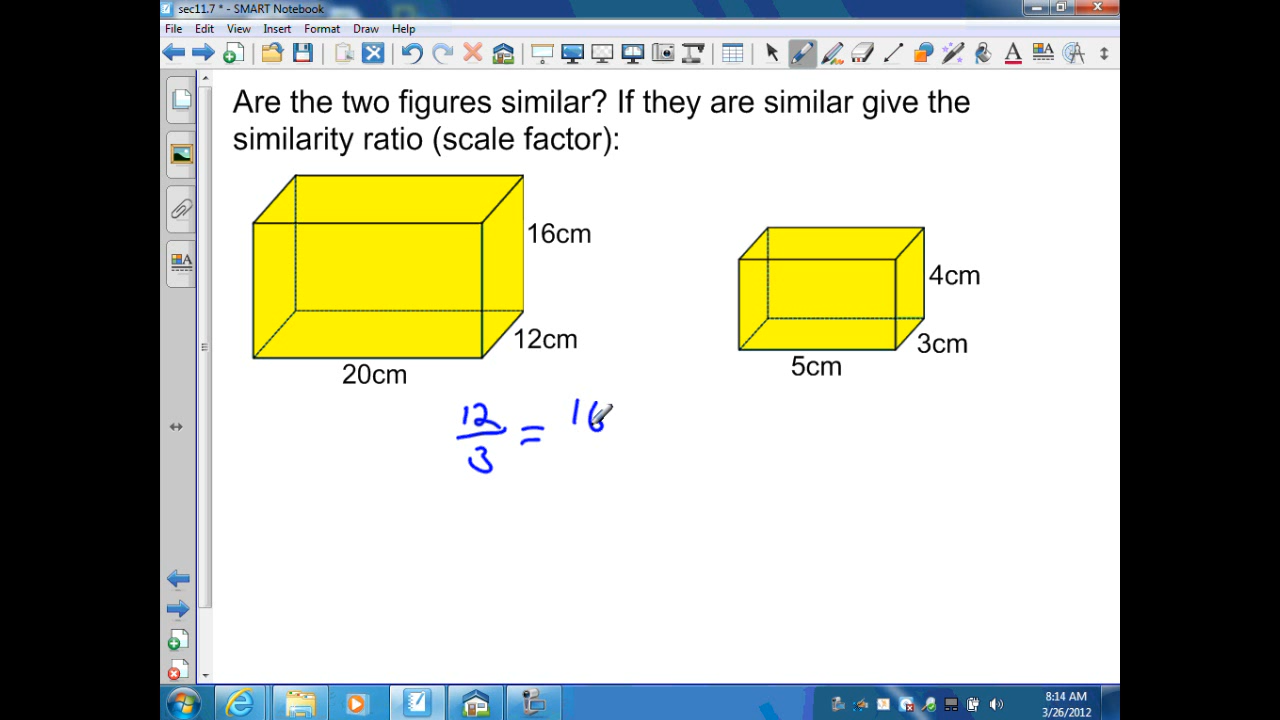 sec11.7 * - SMART Notebook
File Edit View Insert Format Draw Help
Are the two figures similar? If they are similar give the
similarity ratio (scale factor):
16cm
12cm
20cm
4cm
3cm
5cm
12
3
=
16
8:14 AM
3/26/2012